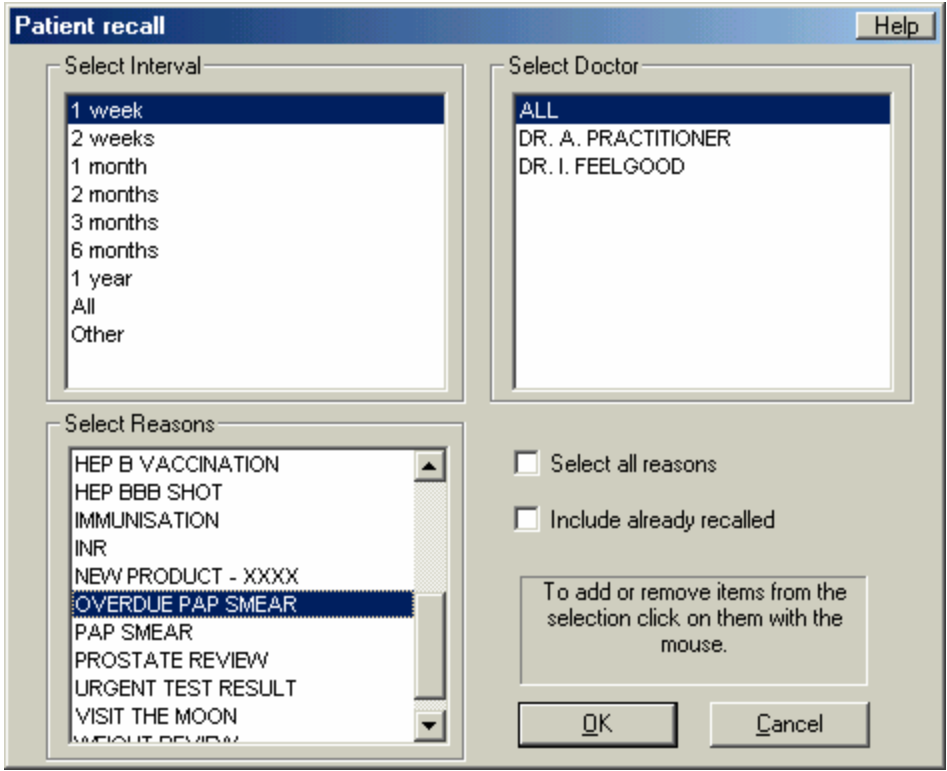 Patient recall
Help
Select Interval
1 week
2 weeks
1 month
2 months
3 months
6 months
1 year
All
Other
Select Doctor
ALL
DR. A. PRACTITIONER
DR. I. FEELGOOD
Select Reasons
HEP B VACCINATION
HEP BBB SHOT
IMMUNISATION
INR
NEW PRODUCT - XXXX
OVERDUE PAP SMEAR
PAP SMEAR
PROSTATE REVIEW
URGENT TEST RESULT
VISIT THE MOON
WEIGHT REVIEW
Select all reasons
Include already recalled
To add or remove items from the
selection click on them with the
mouse.
OK
Cancel